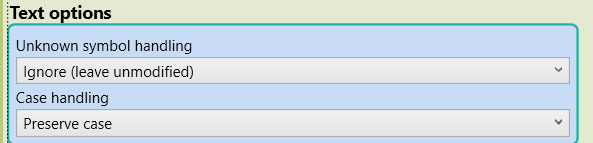 Text options
Unknown symbol handling
Ignore (leave unmodified)
Case handling
Preserve case